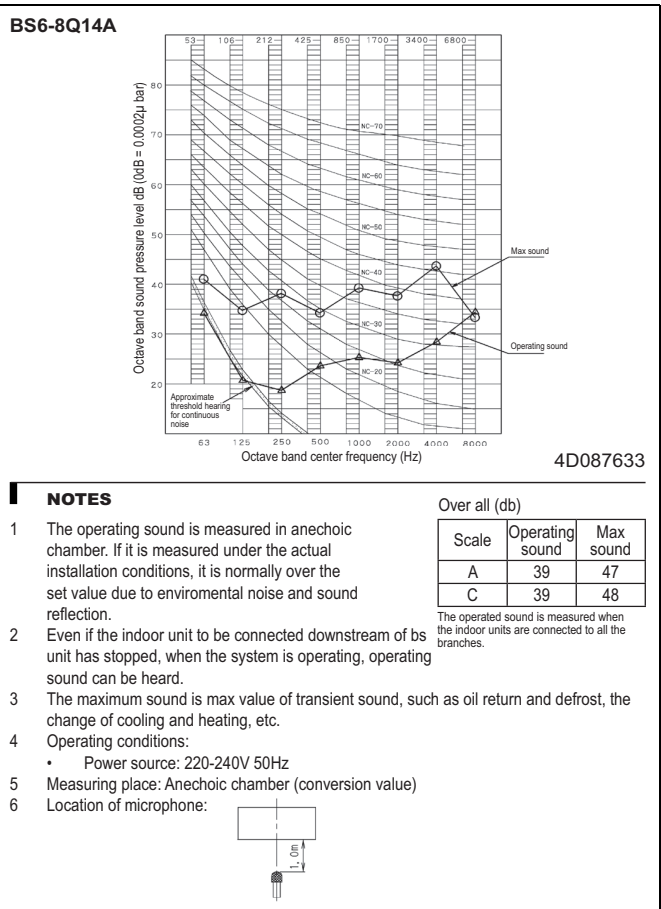 BS6-8Q14A
53 106 212 425 850 1700 3400 6800
Octave band sound pressure level dB (0dB = 0.0002µ bar)
80
70
60
50
40
30
20
NC-70
NC-60
NC-50
NC-40
NC-30
NC-20
Max sound
Operating sound
Approximate
threshold hearing
for continuous
noise
63 125 250 500 1000 2000 4000 8000
Octave band center frequency (Hz)
4D087633
NOTES
1 The operating sound is measured in anechoic
chamber. If it is measured under the actual
installation conditions, it is normally over the
set value due to enviromental noise and sound
reflection.
2 Even if the indoor unit to be connected downstream of bs
unit has stopped, when the system is operating, operating
sound can be heard.
3 The maximum sound is max value of transient sound, such as oil return and defrost, the
change of cooling and heating, etc.
4 Operating conditions:
• Power source: 220-240V 50Hz
5 Measuring place: Anechoic chamber (conversion value)
6 Location of microphone:
1.0m
Over all (db)
Scale Operating sound Max sound
A 39 47
C 39 48
The operated sound is measured when
the indoor units are connected to all the
branches.